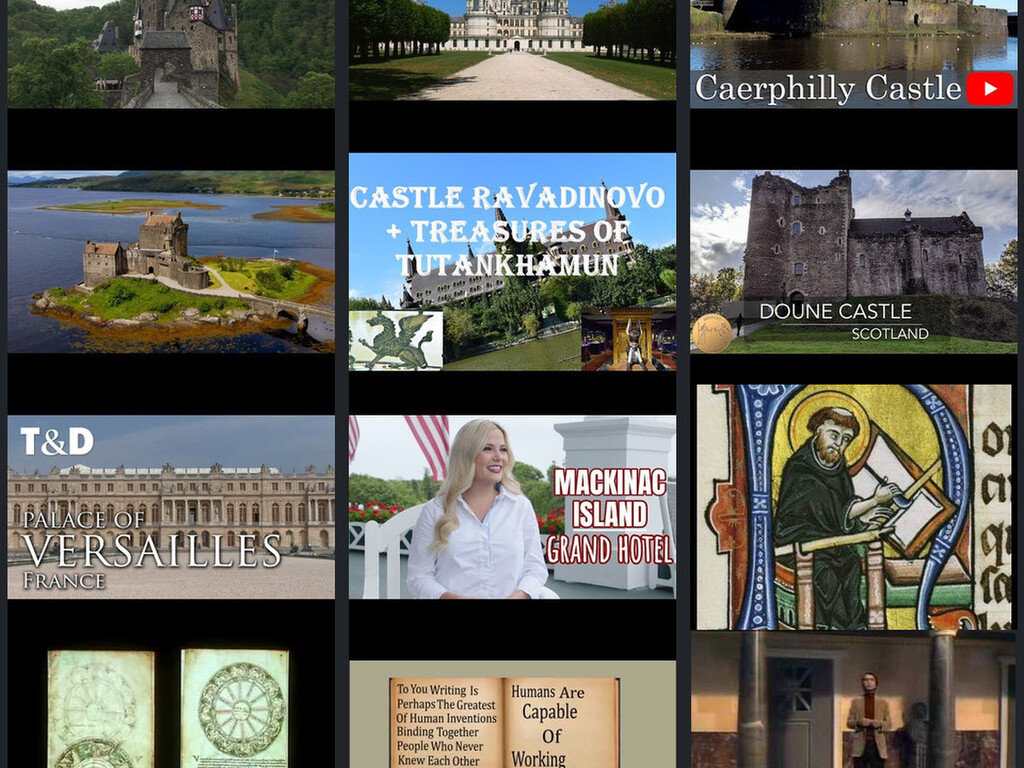 Caerphilly Castle
CASTLE RAVADINOVO
+ TREASURES OF
TUTANKHAMUN
DOUNE CASTLE
SCOTLAND
T&D
PALACE OF
VERSAILLES
FRANCE
MACKINAC
ISLAND
GRAND HOTEL
To You Writing Is
Perhaps The Greatest
Of Human Inventions
Binding Together
People Who Never
Knew Each Other
Humans Are
Capable
Of
Working